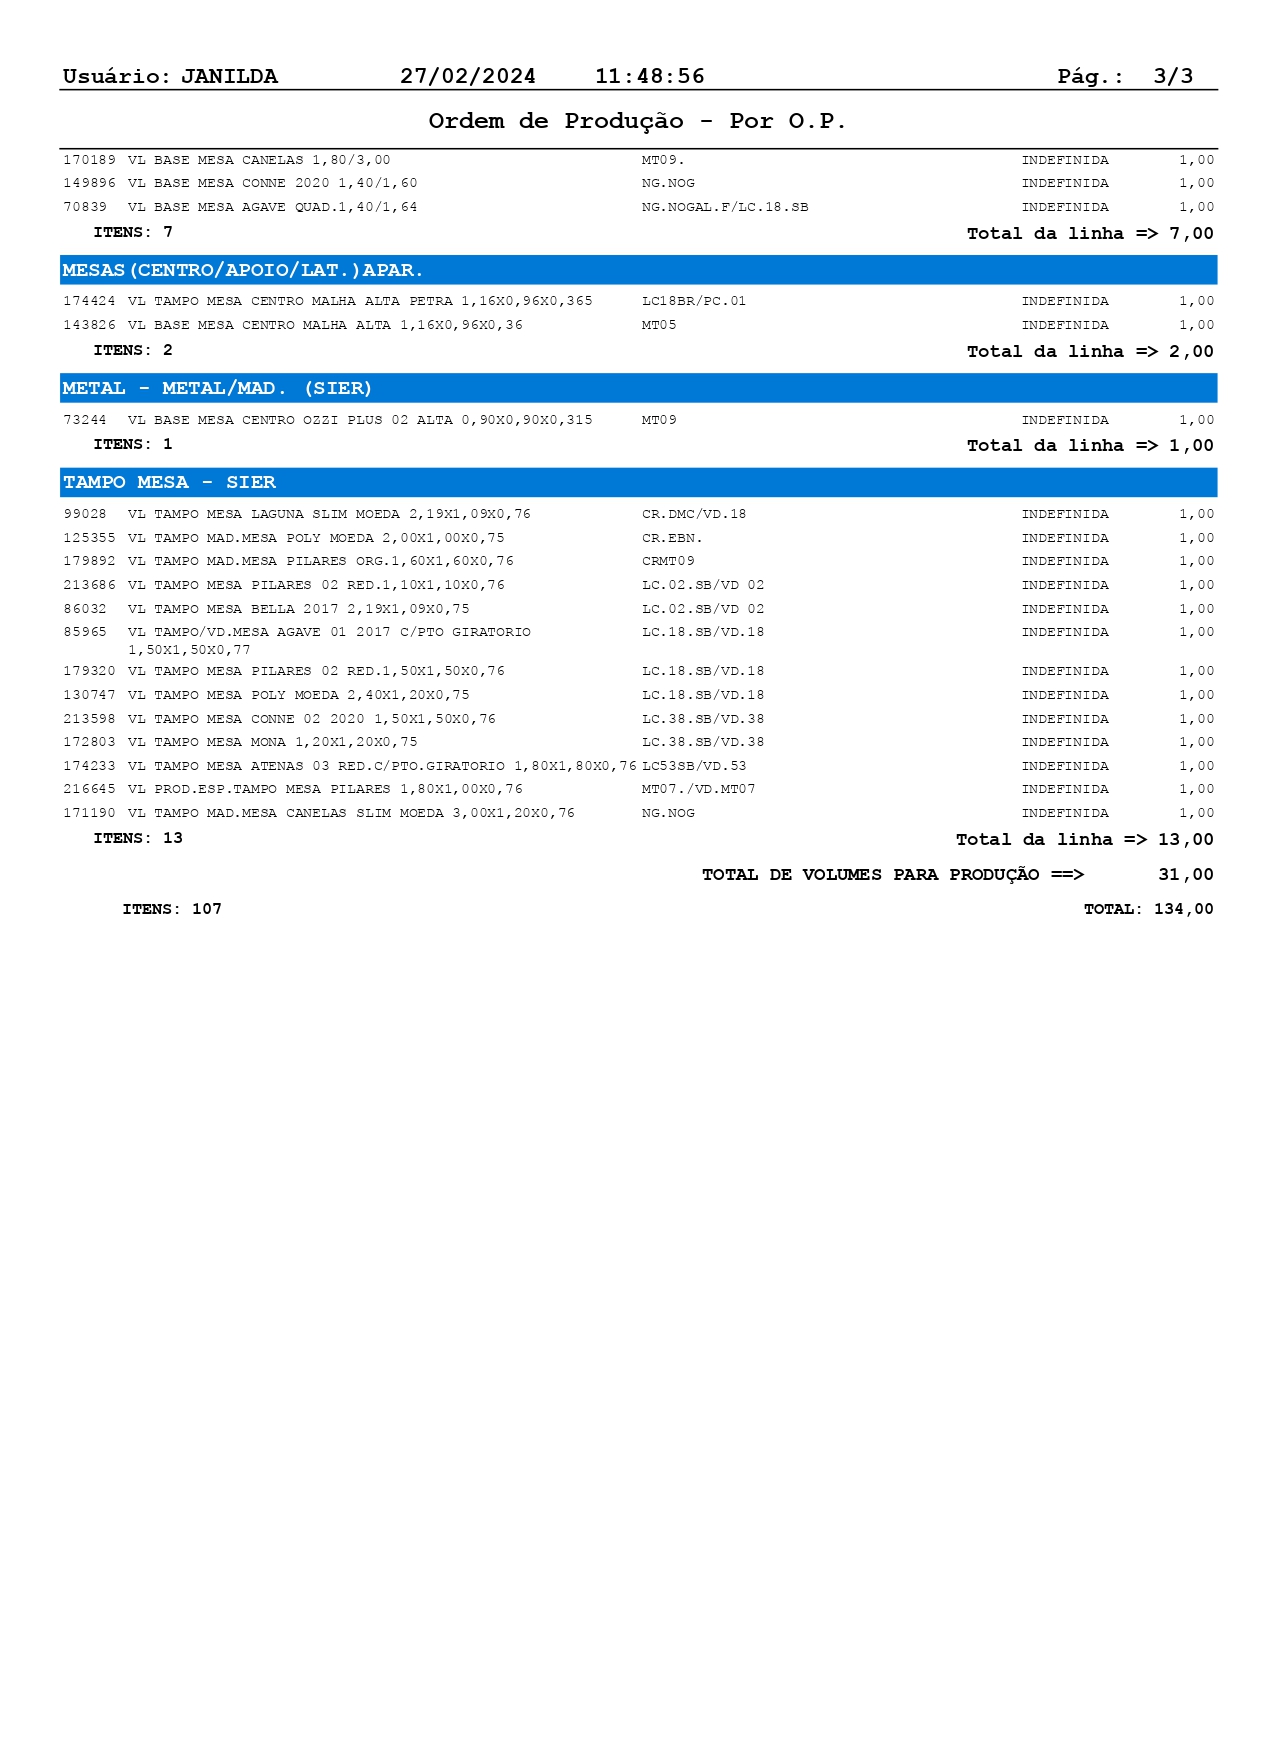 Usuário: JANILDA 27/02/2024 11:48:56 Pág.: 3/3
Ordem de Produção - Por O.P.
170189 VL BASE MESA CANELAS 1,80/3,00 MT09. INDEFINIDA 1,00
149896 VL BASE MESA CONNE 2020 1,40/1,60 NG.NOG INDEFINIDA 1,00
70839 VL BASE MESA AGAVE QUAD.1,40/1,64 NG.NOGAL.F/LC.18.SB INDEFINIDA 1,00
ITENS: 7 Total da linha => 7,00
MESAS(CENTRO/APOIO/LAT.)APAR.
174424 VL TAMPO MESA CENTRO MALHA ALTA PETRA 1,16X0,96X0,365 LC18BR/PC.01 INDEFINIDA 1,00
143826 VL BASE MESA CENTRO MALHA ALTA 1,16X0,96X0,36 MT05 INDEFINIDA 1,00
ITENS: 2 Total da linha => 2,00
METAL - METAL/MAD. (SIER)
73244 VL BASE MESA CENTRO OZZI PLUS 02 ALTA 0,90X0,90X0,315 MT09 INDEFINIDA 1,00
ITENS: 1 Total da linha => 1,00
TAMPO MESA - SIER
99028 VL TAMPO MESA LAGUNA SLIM MOEDA 2,19X1,09X0,76 CR.DMC/VD.18 INDEFINIDA 1,00
125355 VL TAMPO MAD.MESA POLY MOEDA 2,00X1,00X0,75 CR.EBN. INDEFINIDA 1,00
179892 VL TAMPO MAD.MESA PILARES ORG.1,60X1,60X0,76 CRMT09 INDEFINIDA 1,00
213686 VL TAMPO MESA PILARES 02 RED.1,10X1,10X0,76 LC.02.SB/VD 02 INDEFINIDA 1,00
86032 VL TAMPO MESA BELLA 2017 2,19X1,09X0,75 LC.02.SB/VD 02 INDEFINIDA 1,00
85965 VL TAMPO/VD.MESA AGAVE 01 2017 C/PTO GIRATORIO LC.18.SB/VD.18 INDEFINIDA 1,00
1,50X1,50X0,77
179320 VL TAMPO MESA PILARES 02 RED.1,50X1,50X0,76 LC.18.SB/VD.18 INDEFINIDA 1,00
130747 VL TAMPO MESA POLY MOEDA 2,40X1,20X0,75 LC.18.SB/VD.18 INDEFINIDA 1,00
213598 VL TAMPO MESA CONNE 02 2020 1,50X1,50X0,76 LC.38.SB/VD.38 INDEFINIDA 1,00
172803 VL TAMPO MESA MONA 1,20X1,20X0,75 LC.38.SB/VD.38 INDEFINIDA 1,00
174233 VL TAMPO MESA ATENAS 03 RED.C/PTO.GIRATORIO 1,80X1,80X0,76 LC53SB/VD.53 INDEFINIDA 1,00
216645 VL PROD.ESP.TAMPO MESA PILARES 1,80X1,00X0,76 MT07./VD.MT07 INDEFINIDA 1,00
171190 VL TAMPO MAD.MESA CANELAS SLIM MOEDA 3,00X1,20X0,76 NG.NOG INDEFINIDA 1,00
ITENS: 13 Total da linha => 13,00
TOTAL DE VOLUMES PARA PRODUÇÃO ==> 31,00
ITENS: 107 TOTAL: 134,00